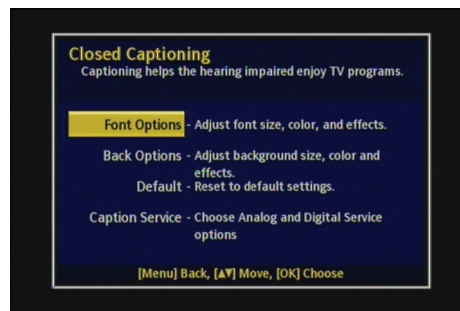 Closed Captioning
Captioning helps the hearing impaired enjoy TV programs.
Font Options - Adjust font size, color, and effects.
Back Options - Adjust background size, color and
effects.
Default - Reset to default settings.
Caption Service - Choose Analog and Digital Service
options
[Menu] Back, [▲▼] Move, [OK] Choose